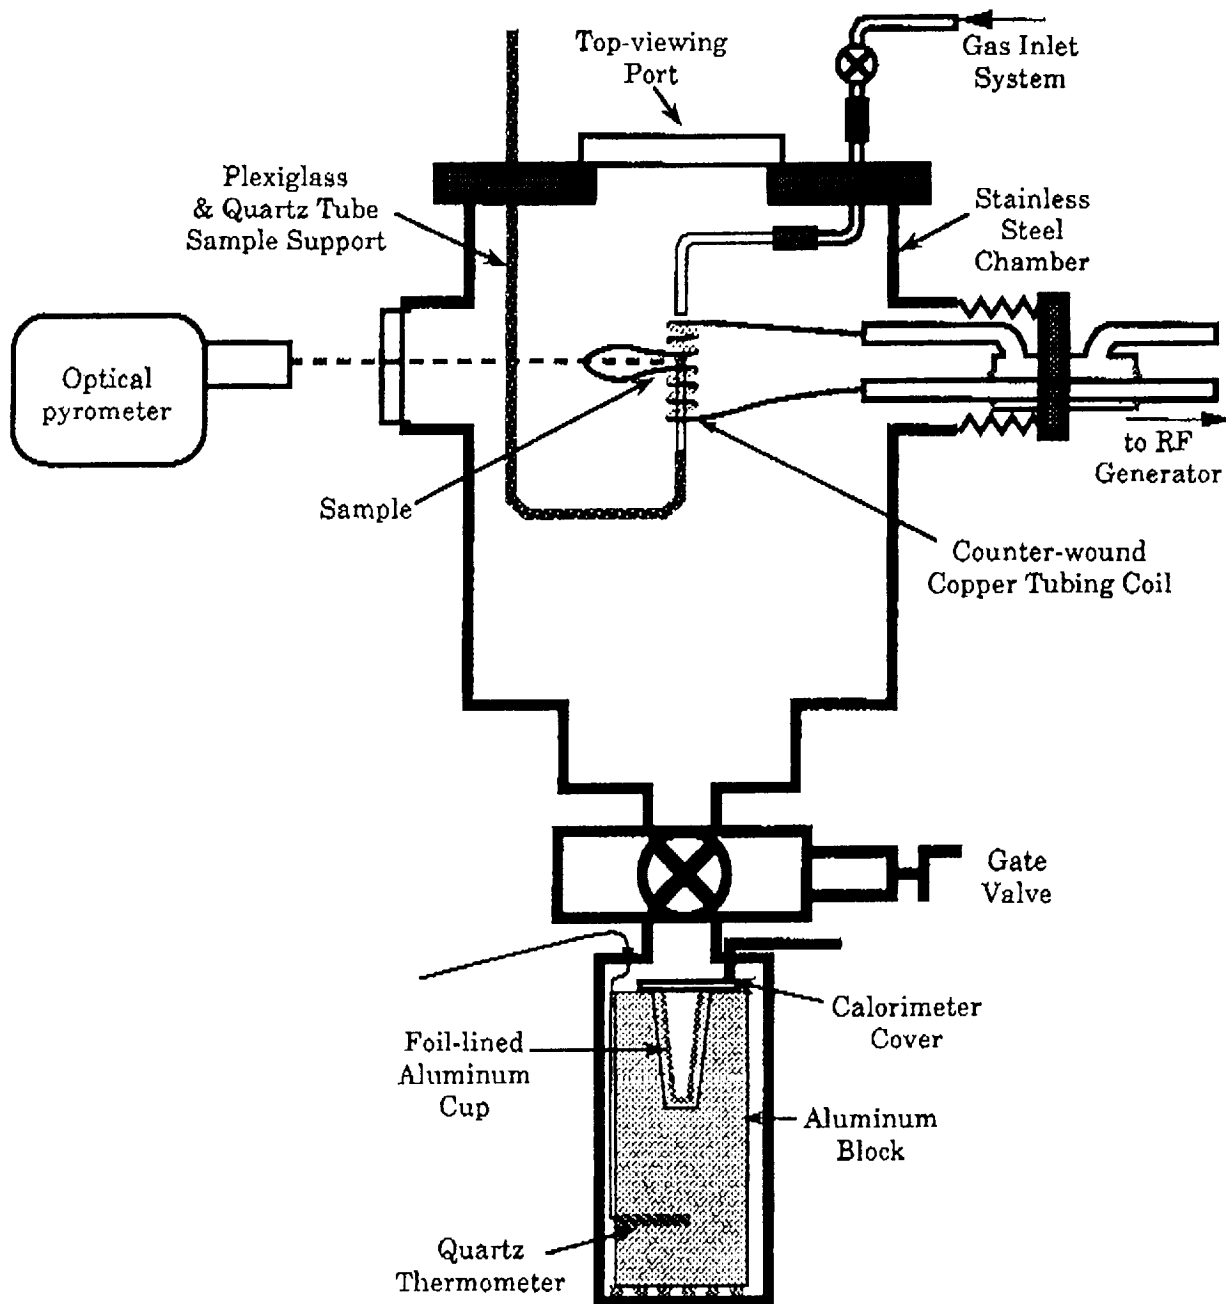 Top-viewing
Port
Gas Inlet
System
Plexiglass
& Quartz Tube
Sample Support
Stainless
Steel
Chamber
Optical
pyrometer
to RF
Generator
Sample
Counter-wound
Copper Tubing Coil
Gate
Valve
Calorimeter
Cover
Foil-lined
Aluminum
Cup
Aluminum
Block
Quartz
Thermometer